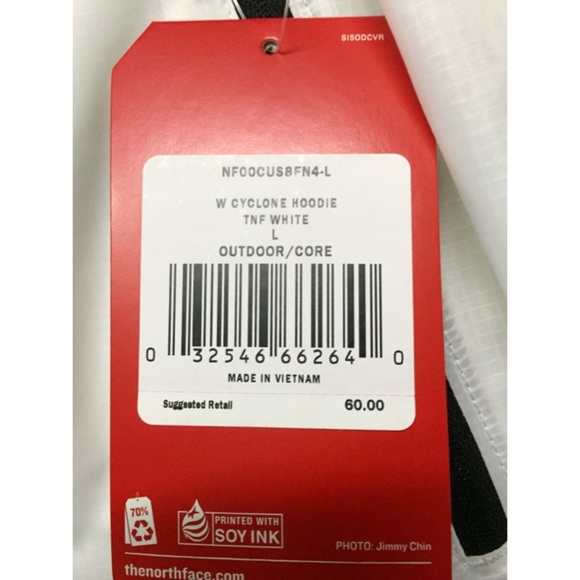 SI50DCVR
NF00CUS8FN4-L
W CYCLONE HOODIE
TNF WHITE
L
OUTDOOR/CORE
0 32546 66264 0
MADE IN VIETNAM
Suggested Retail 60.00
70%
PRINTED WITH
SOY INK
PHOTO: Jimmy Chin
thenorthface.com